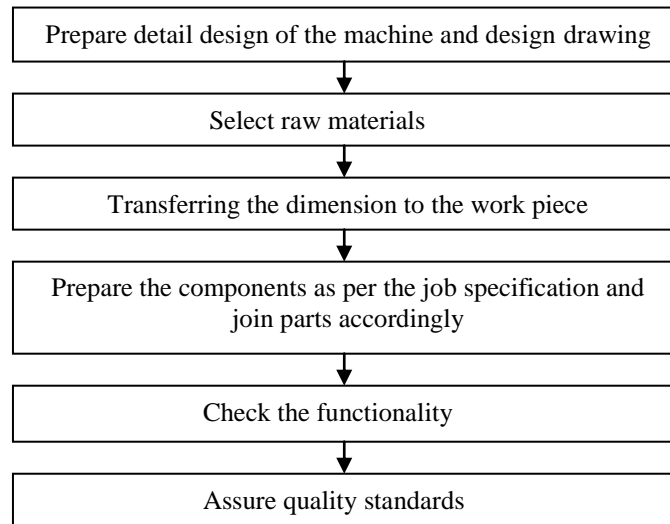 Prepare detail design of the machine and design drawing
Select raw materials
Transferring the dimension to the work piece
Prepare the components as per the job specification and
join parts accordingly
Check the functionality
Assure quality standards